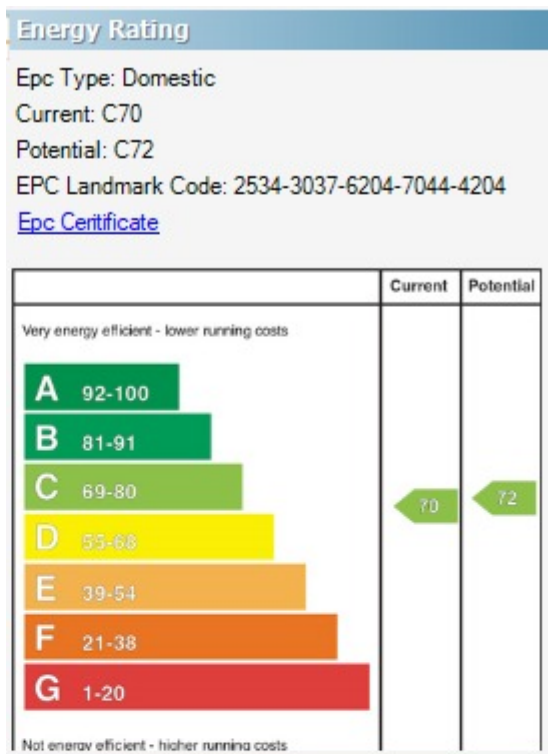 Energy Rating
Epc Type: Domestic
Current: C70
Potential: C72
EPC Landmark Code: 2534-3037-6204-7044-4204
Epc Ceritificate
Current Potential
Very energy efficient - lower running costs
A 92-100
B 81-91
C 69-80
70 72
D 55-68
E 39-54
F 21-38
G 1-20
Not energy efficient - higher running costs